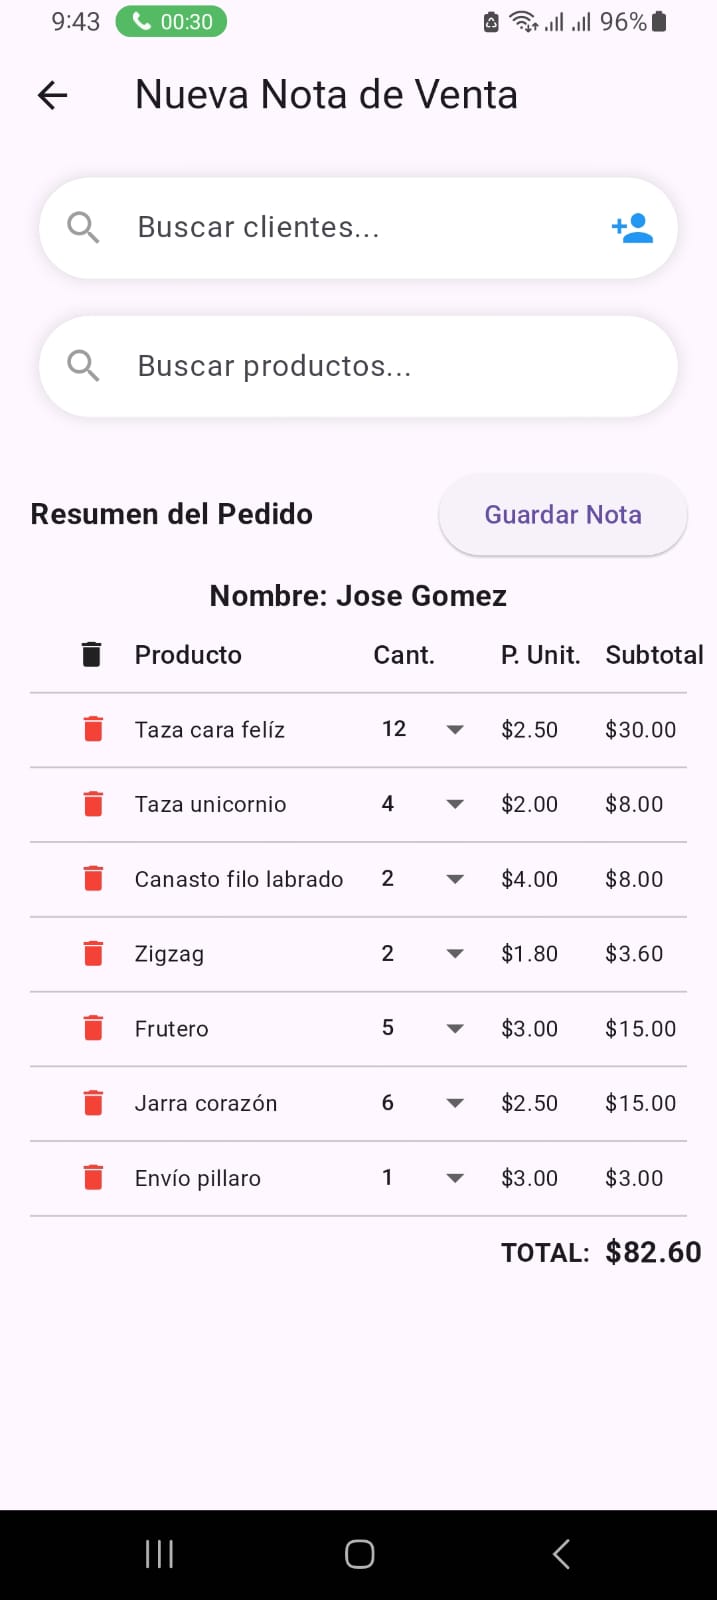 9:43 00:30 96%
Nueva Nota de Venta
Buscar clientes...
Buscar productos...
Resumen del Pedido Guardar Nota
Nombre: Jose Gomez
Producto Cant. P. Unit. Subtotal
Taza cara felíz 12 $2.50 $30.00
Taza unicornio 4 $2.00 $8.00
Canasto filo labrado 2 $4.00 $8.00
Zigzag 2 $1.80 $3.60
Frutero 5 $3.00 $15.00
Jarra corazón 6 $2.50 $15.00
Envío pillaro 1 $3.00 $3.00
TOTAL: $82.60